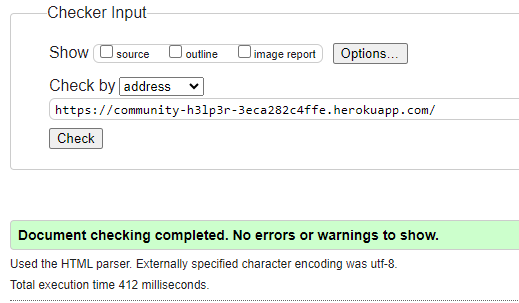 Checker Input
Show source outline image report Options...
Check by address
https://community-h3lp3r-3eca282c4ffe.herokuapp.com/
Check
Document checking completed. No errors or warnings to show.
Used the HTML parser. Externally specified character encoding was utf-8.
Total execution time 412 milliseconds.